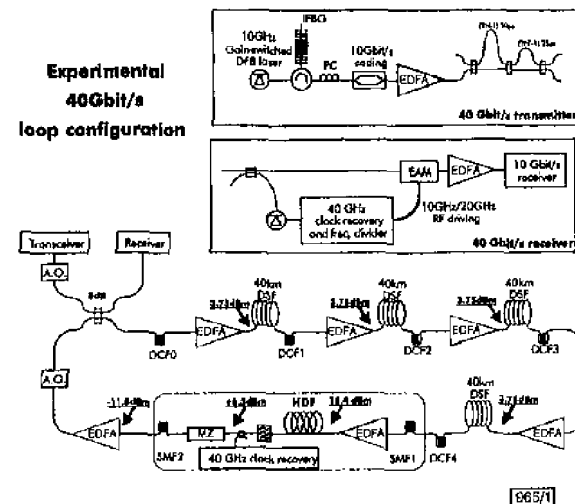 Experimental
40Gbit/s
loop configuration
10GHz
Gain-switched
DFB laser
PC
10Gbit/s
coding
EDFA
40 Gbit/s transmitter
EAM
EDFA
10 Gbit/s
receiver
40 GHz
clock recovery
and freq. divider
10GHz/20GHz
RF driving
40 Gbit/s receiver
Transceiver
Receiver
A.O.
3dB
A.O.
DCF0
EDFA
40km
DSF
DCF1
EDFA
40km
DSF
DCF2
EDFA
40km
DSF
DCF3
EDFA
SMF2
MZ
HDF
EDFA
SMF1
DCF4
40km
DSF
EDFA
40 GHz clock recovery
965/1